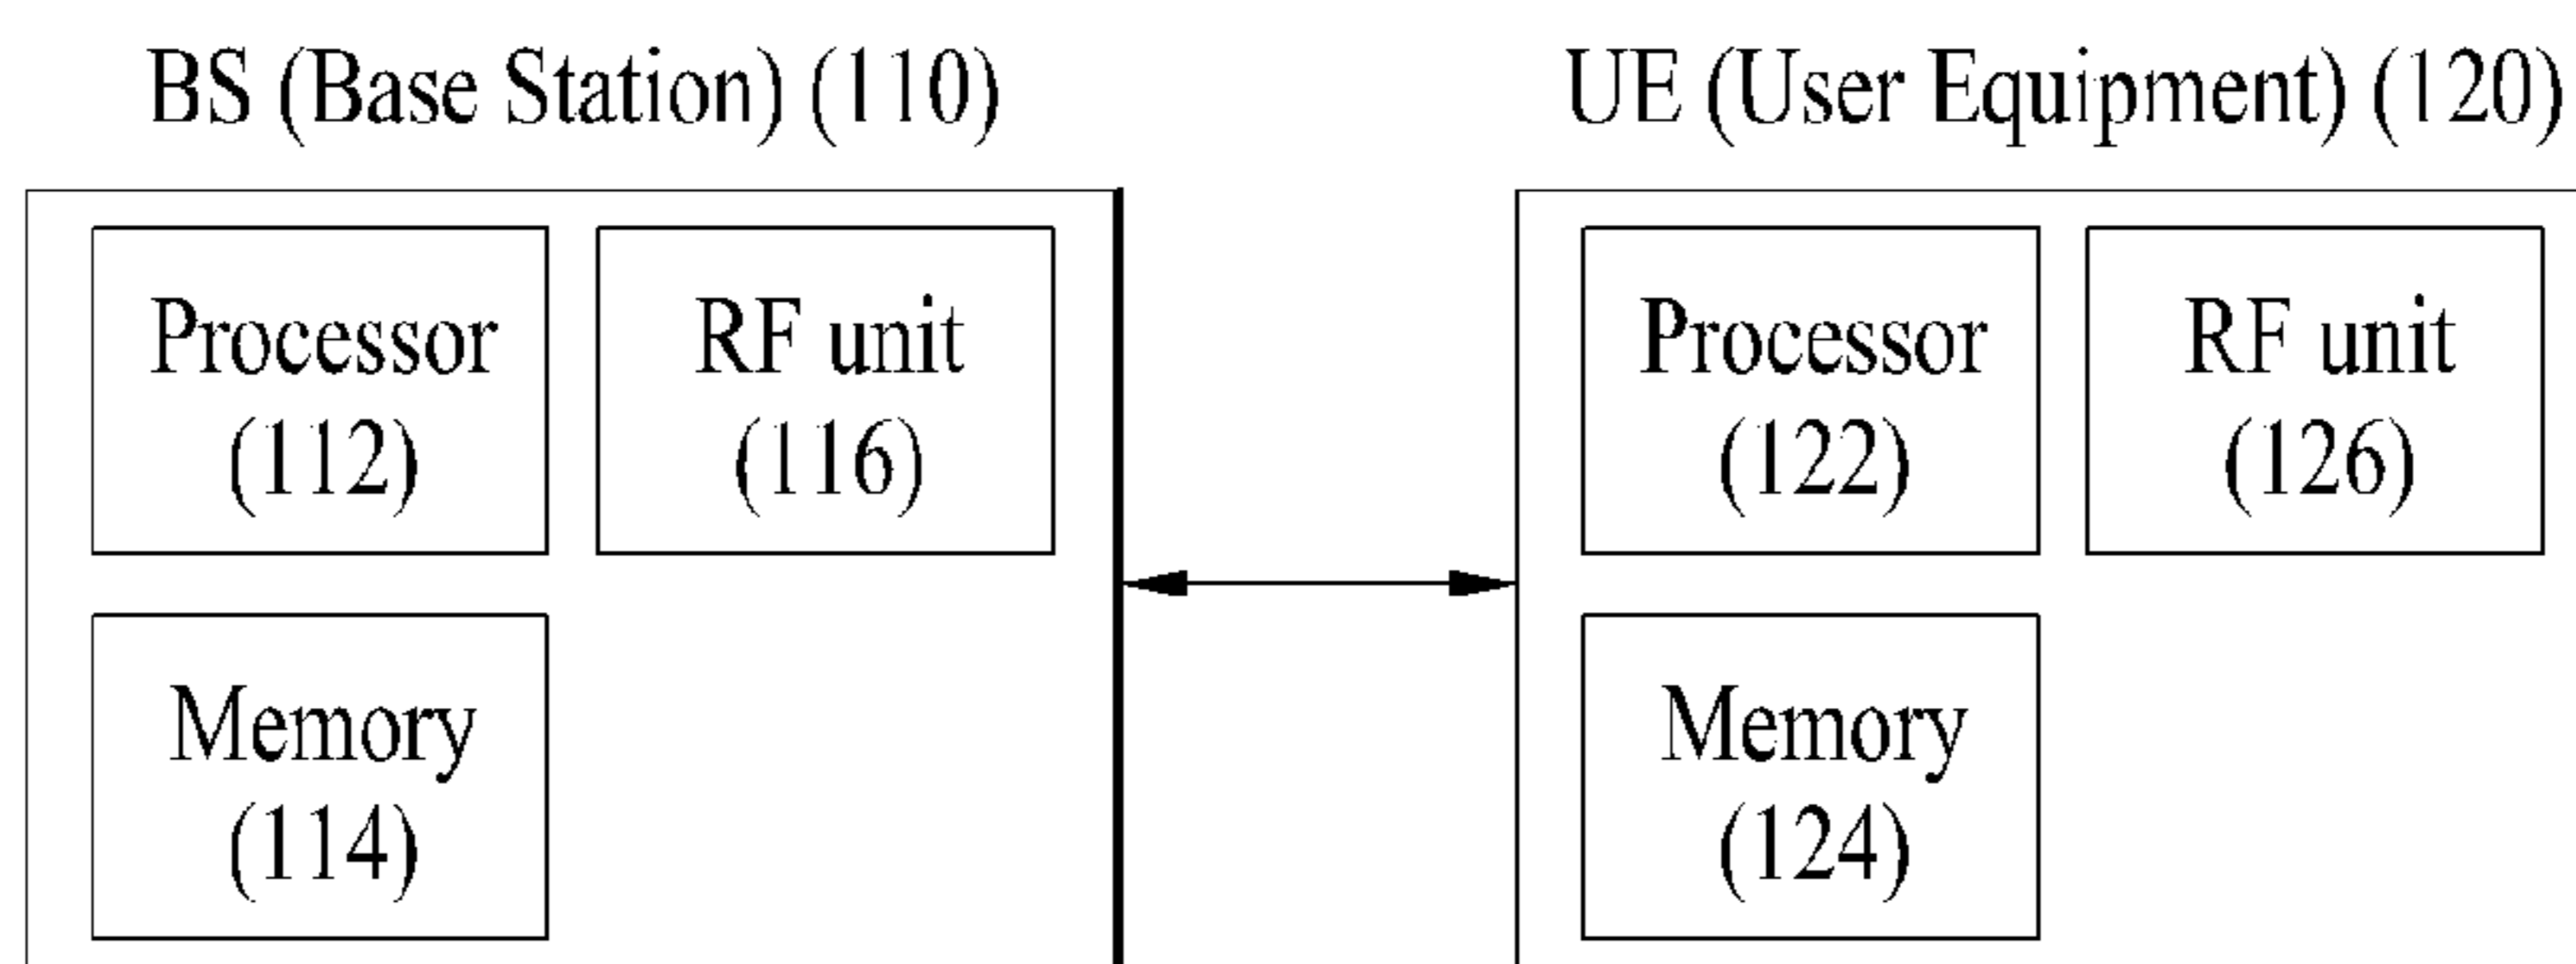 BS (Base Station) (110)
UE (User Equipment) (120)
Processor
(112)
RF unit
(116)
Processor
(122)
RF unit
(126)
Memory
(114)
Memory
(124)